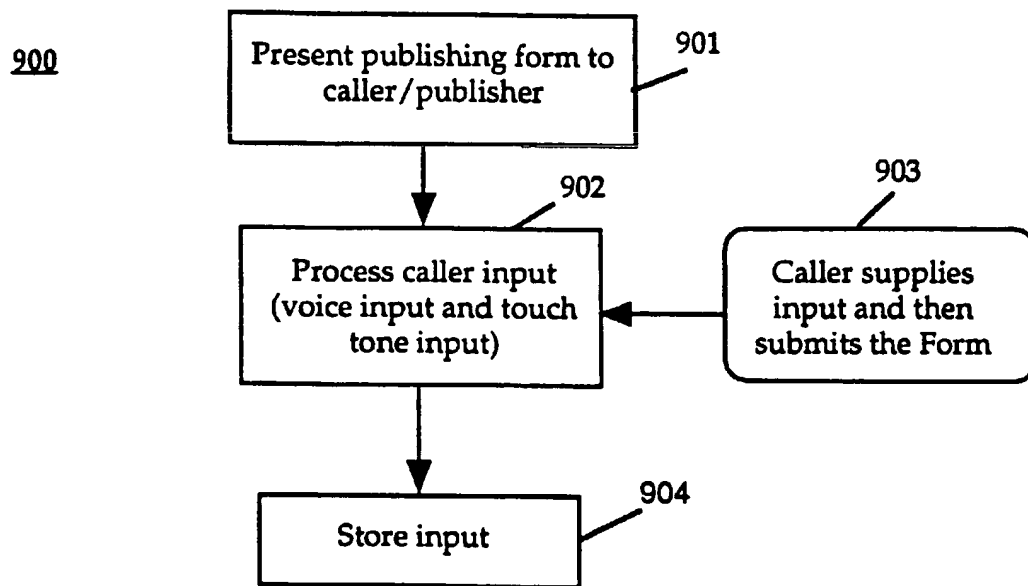 900
Present publishing form to
caller/publisher
901
902
Process caller input
(voice input and touch
tone input)
903
Caller supplies
input and then
submits the Form
Store input
904